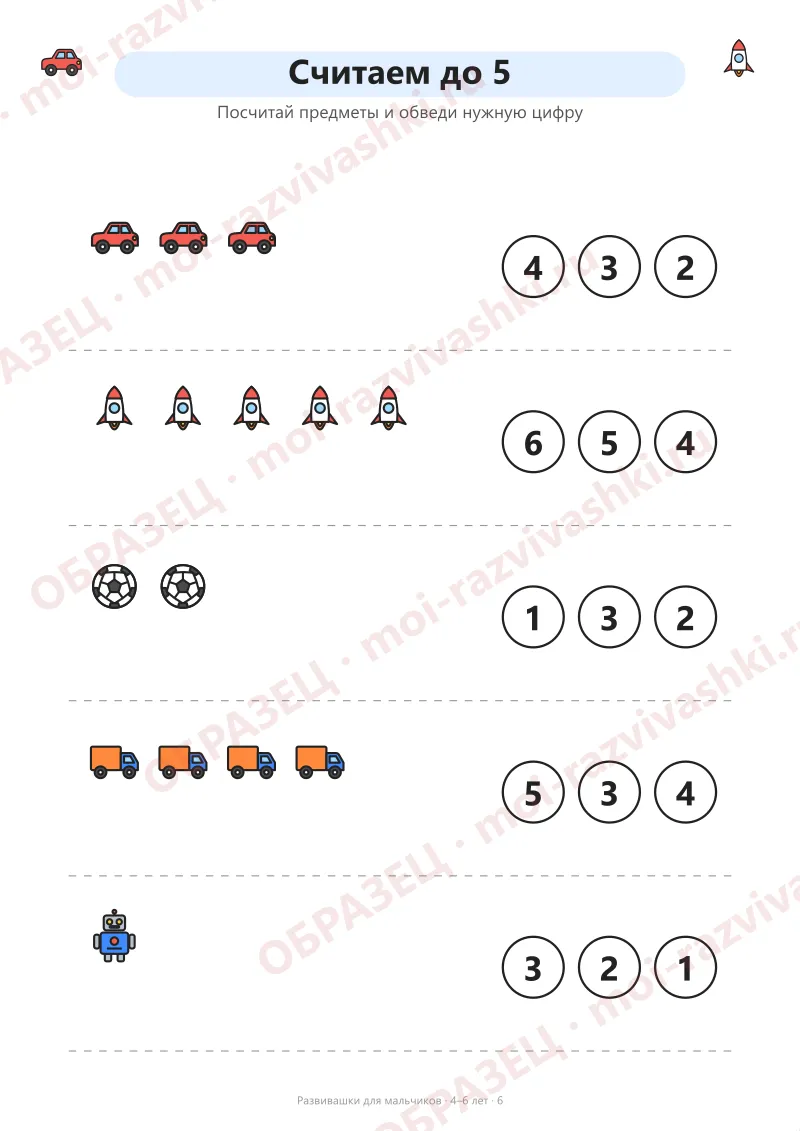 Считаем до 5
Посчитай предметы и обведи нужную цифру
4 3 2
6 5 4
1 3 2
5 3 4
3 2 1
Развивашки для мальчиков · 4–6 лет · 6
ОБРАЗЕЦ · moi-razvivashki.ru